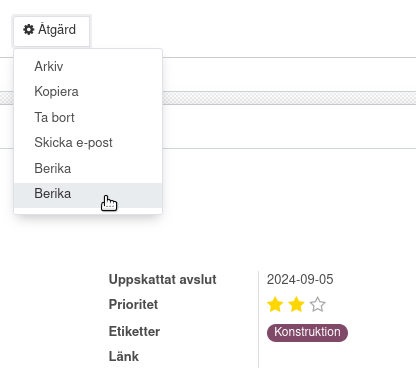 Åtgärd
Arkiv
Kopiera
Ta bort
Skicka e-post
Berika
Berika
Uppskattat avslut 2024-09-05
Prioritet
Etiketter Konstruktion
Länk